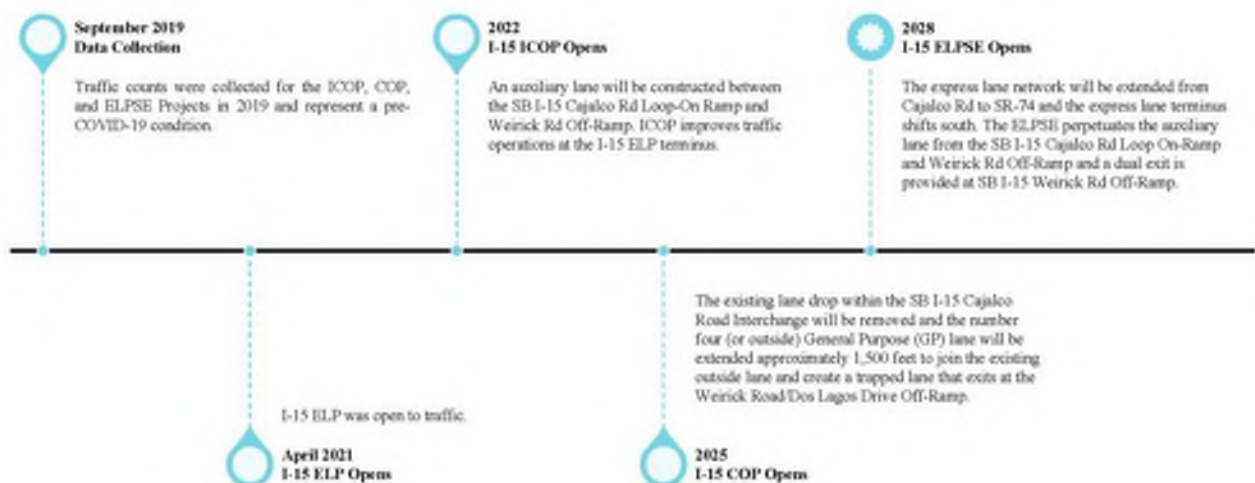 September 2019
Data Collection
Traffic counts were collected for the ICOP, COP,
and ELPSE Projects in 2019 and represent a pre-
COVID-19 condition.
2022
I-15 ICOP Opens
An auxiliary lane will be constructed between
the SB I-15 Cajalco Rd Loop-On Ramp and
Weirick Rd Off-Ramp. ICOP improves traffic
operations at the I-15 ELP terminus.
2028
I-15 ELPSE Opens
The express lane network will be extended from
Cajalco Rd to SR-74 and the express lane terminus
shifts south. The ELPSE perpetuates the auxiliary
lane from the SB I-15 Cajalco Rd Loop On-Ramp
and Weirick Rd Off-Ramp and a dual exit is
provided at SB I-15 Weirick Rd Off-Ramp.
I-15 ELP was open to traffic.
April 2021
I-15 ELP Opens
The existing lane drop within the SB I-15 Cajalco
Road Interchange will be removed and the number
four (or outside) General Purpose (GP) lane will be
extended approximately 1,500 feet to join the existing
outside lane and create a trapped lane that exits at the
Weirick Road/Dos Lagos Drive Off-Ramp.
2025
I-15 COP Opens